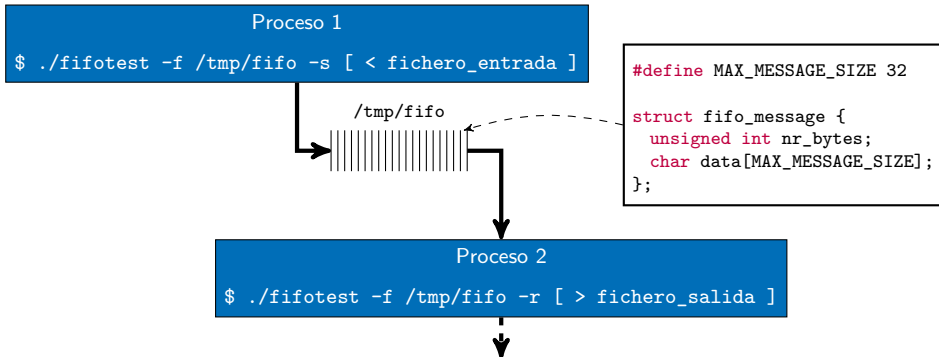 Proceso 1
$ ./fifotest -f /tmp/fifo -s [ < fichero_entrada ]
/tmp/fifo
#define MAX_MESSAGE_SIZE 32
struct fifo_message {
unsigned int nr_bytes;
char data[MAX_MESSAGE_SIZE];
};
Proceso 2
$ ./fifotest -f /tmp/fifo -r [ > fichero_salida ]